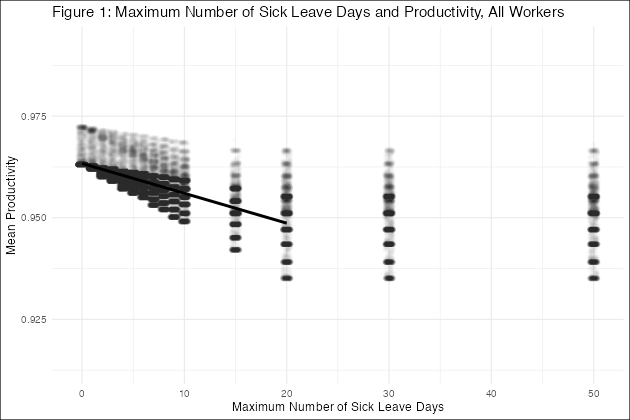 Figure 1: Maximum Number of Sick Leave Days and Productivity, All Workers
0.975
0.950
0.925
Mean Productivity
0 10 20 30 40 50
Maximum Number of Sick Leave Days